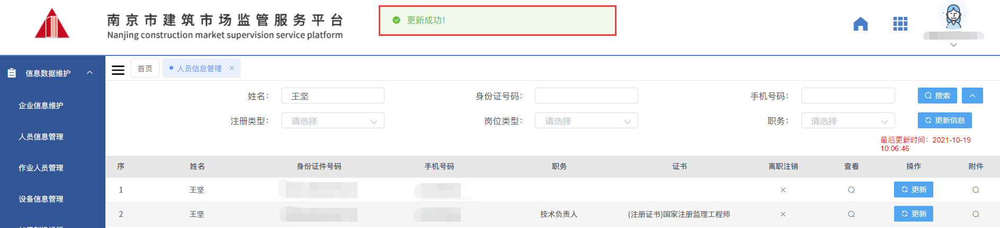 南京市建筑市场监管服务平台
Nanjing construction market supervision service platform
更新成功！
信息数据维护
企业信息维护
人员信息管理
作业人员管理
设备信息管理
首页 人员信息管理
姓名： 王坚 身份证号码： 手机号码： 搜索
注册类型： 请选择 岗位类型： 请选择 职务： 请选择 更新信息
最后更新时间：2021-10-19
10:06:46
序 姓名 身份证件号码 手机号码 职务 证书 离职注销 查看 操作 附件
1 王坚 更新
2 王坚 技术负责人 (注册证书)国家注册监理工程师 更新